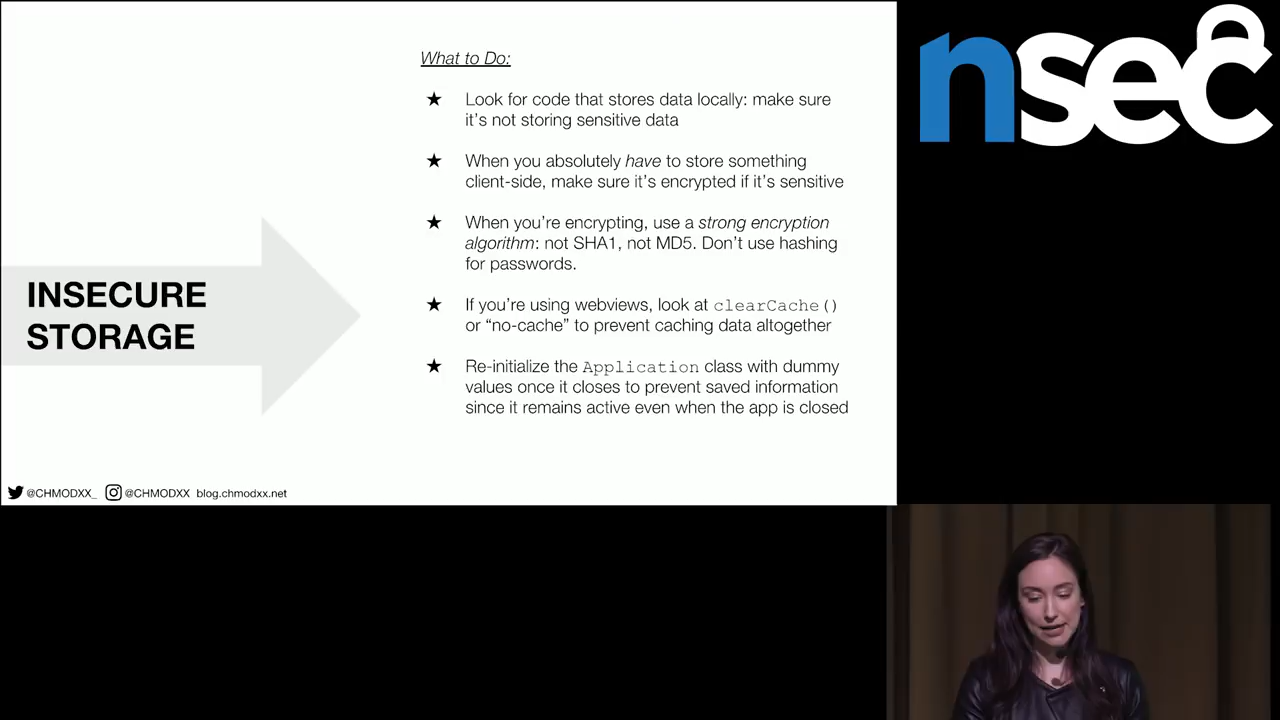 nsec
What to Do:
★ Look for code that stores data locally: make sure
it's not storing sensitive data
★ When you absolutely have to store something
client-side, make sure it's encrypted if it's sensitive
★ When you're encrypting, use a strong encryption
algorithm: not SHA1, not MD5. Don't use hashing
for passwords.
★ If you're using webviews, look at clearCache()
or “no-cache” to prevent caching data altogether
★ Re-initialize the Application class with dummy
values once it closes to prevent saved information
since it remains active even when the app is closed
INSECURE
STORAGE
@CHMODXX_ @CHMODXX blog.chmodxx.net